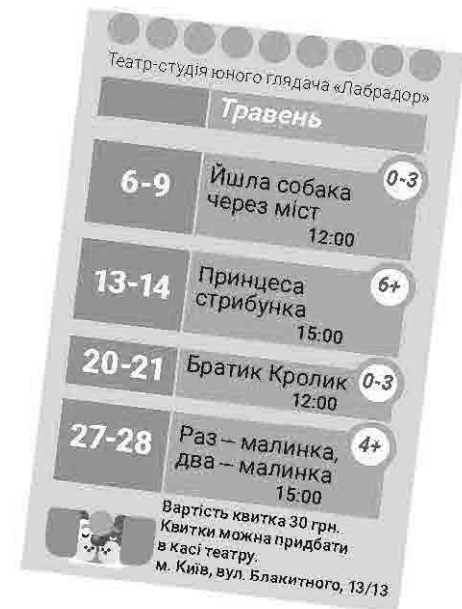 Театр-студія юного глядача «Лабрадор»
Травень
6-9
Йшла собака
через міст
12:00
0-3
13-14
Принцеса
стрибунка
15:00
6+
20-21
Братик Кролик
12:00
0-3
27-28
Раз – малинка,
два – малинка
15:00
4+
Вартість квитка 30 грн.
Квитки можна придбати
в касі театру.
м. Київ, вул. Блакитного, 13/13